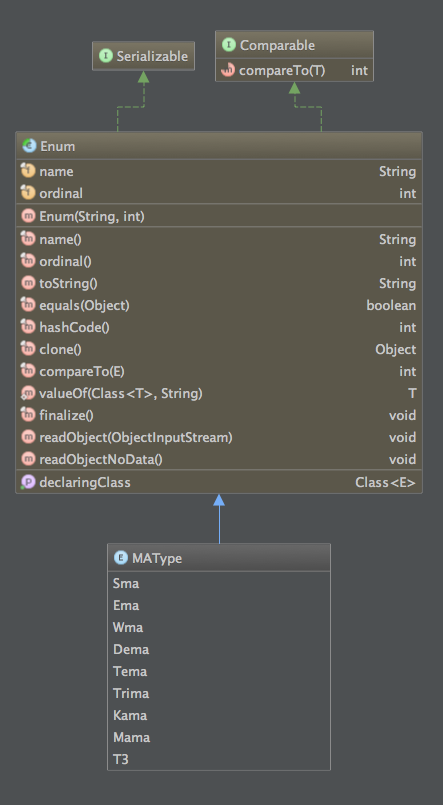 I Serializable
I Comparable
m compareTo(T) int
C Enum
f name String
f ordinal int
m Enum(String, int)
m name() String
m ordinal() int
m toString() String
m equals(Object) boolean
m hashCode() int
m clone() Object
m compareTo(E) int
m valueOf(Class<T>, String) T
m finalize() void
m readObject(ObjectInputStream) void
m readObjectNoData() void
P declaringClass Class<E>
E MAType
Sma
Ema
Wma
Dema
Tema
Trima
Kama
Mama
T3